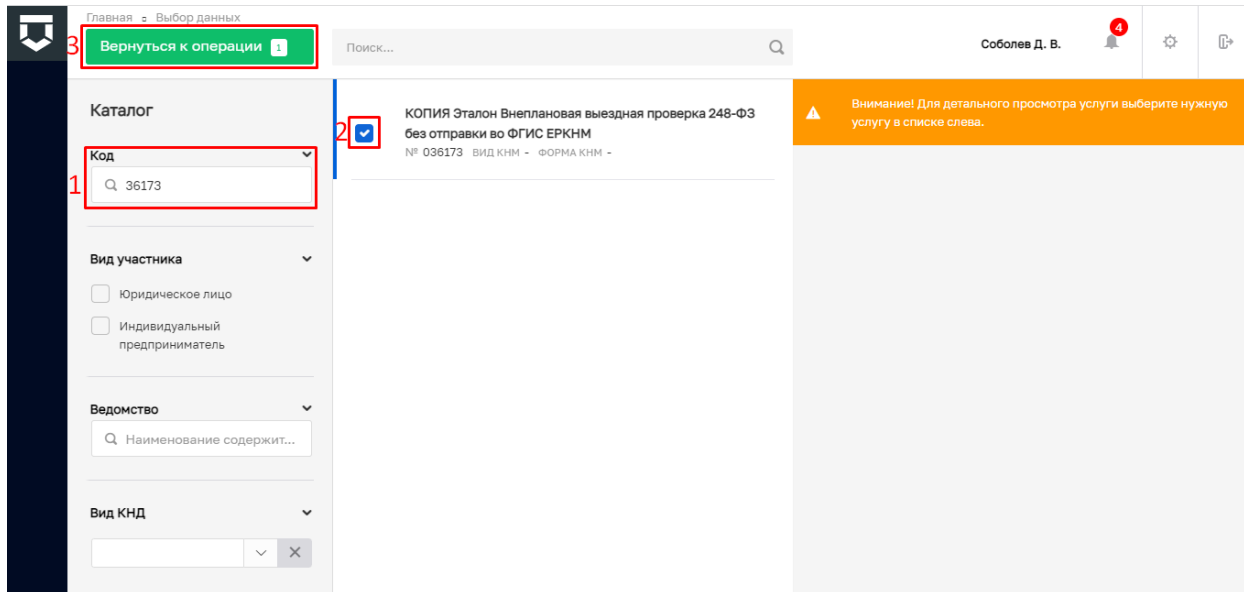 Главная Выбор данных
3 Вернуться к операции 1
Поиск...
Соболев Д. В.
4
Каталог
Код
1 36173
Вид участника
Юридическое лицо
Индивидуальный
предприниматель
Ведомство
Наименование содержит...
Вид КНД
2
КОПИЯ Эталон Внеплановая выездная проверка 248-ФЗ
без отправки во ФГИС ЕРКНМ
№ 036173 ВИД КНМ - ФОРМА КНМ -
Внимание! Для детального просмотра услуги выберите нужную
услугу в списке слева.